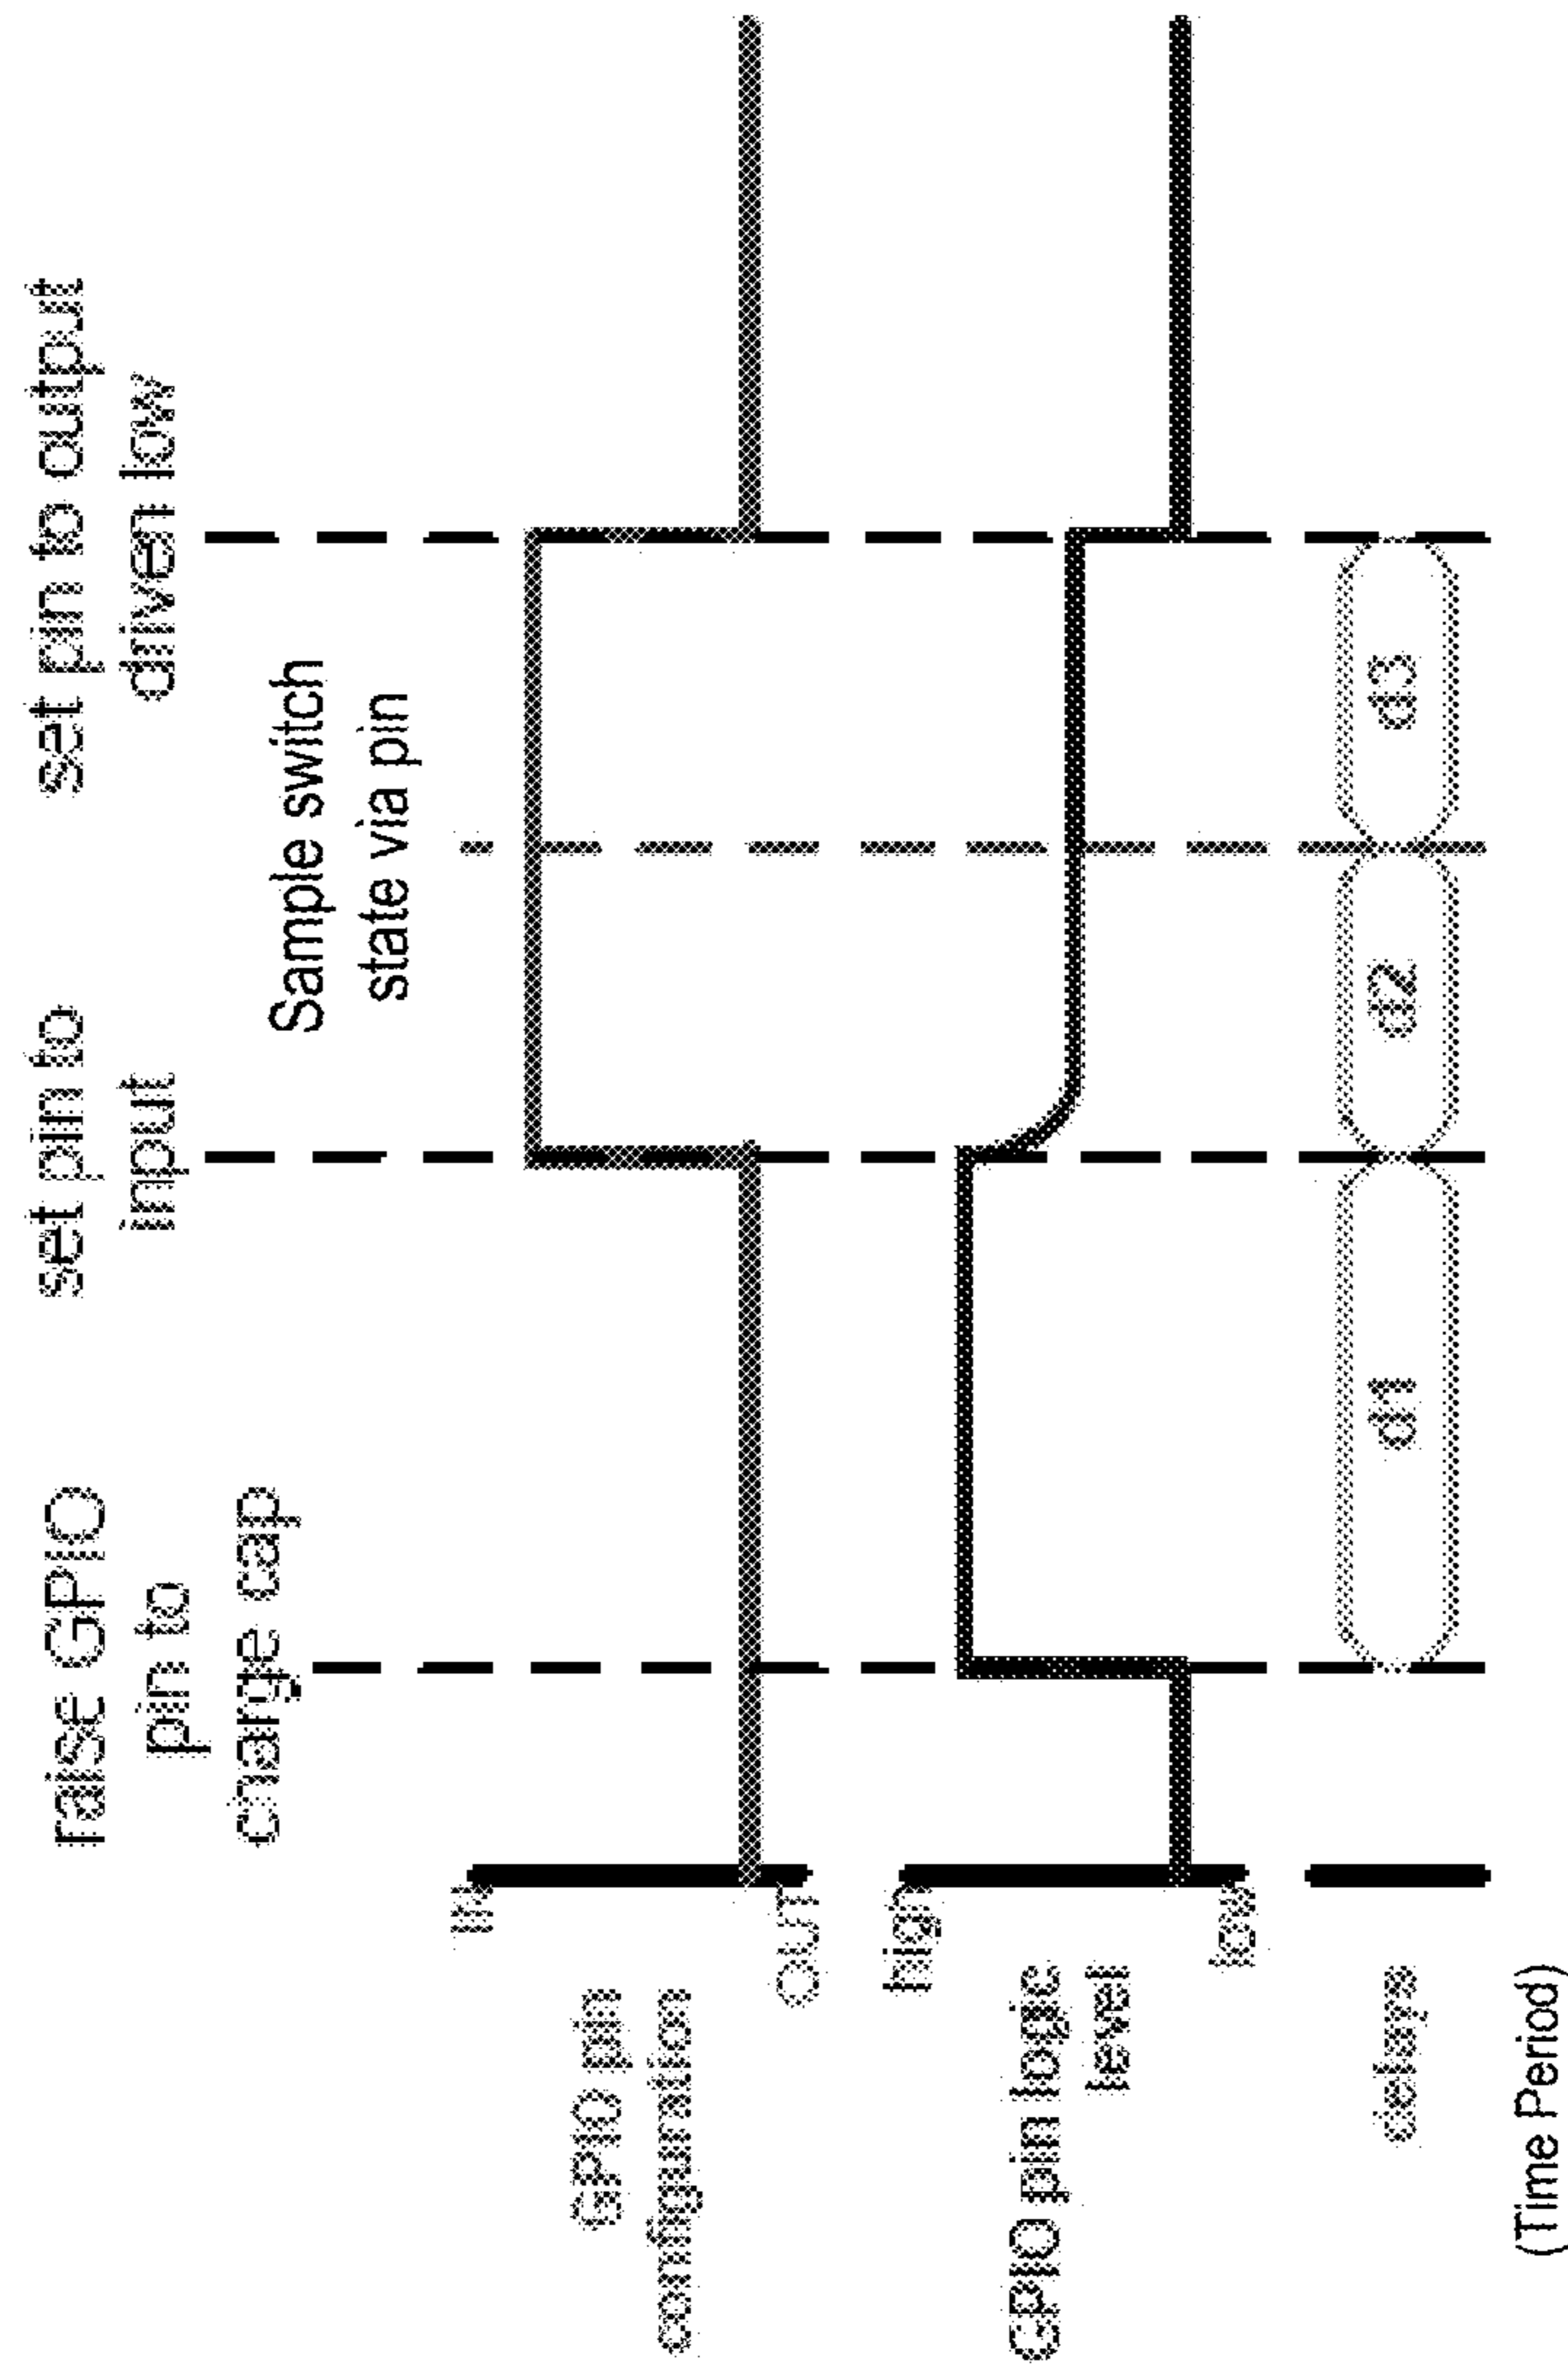 raise GPIO
pin to
charge cap
set pin to
input
set pin to output
driven low
Sample switch
state via pin
IN
GPIO pin
configuration
OUT
high
GPIO pin logic
level
low
delays
d1
d2
d3
(Time Period)